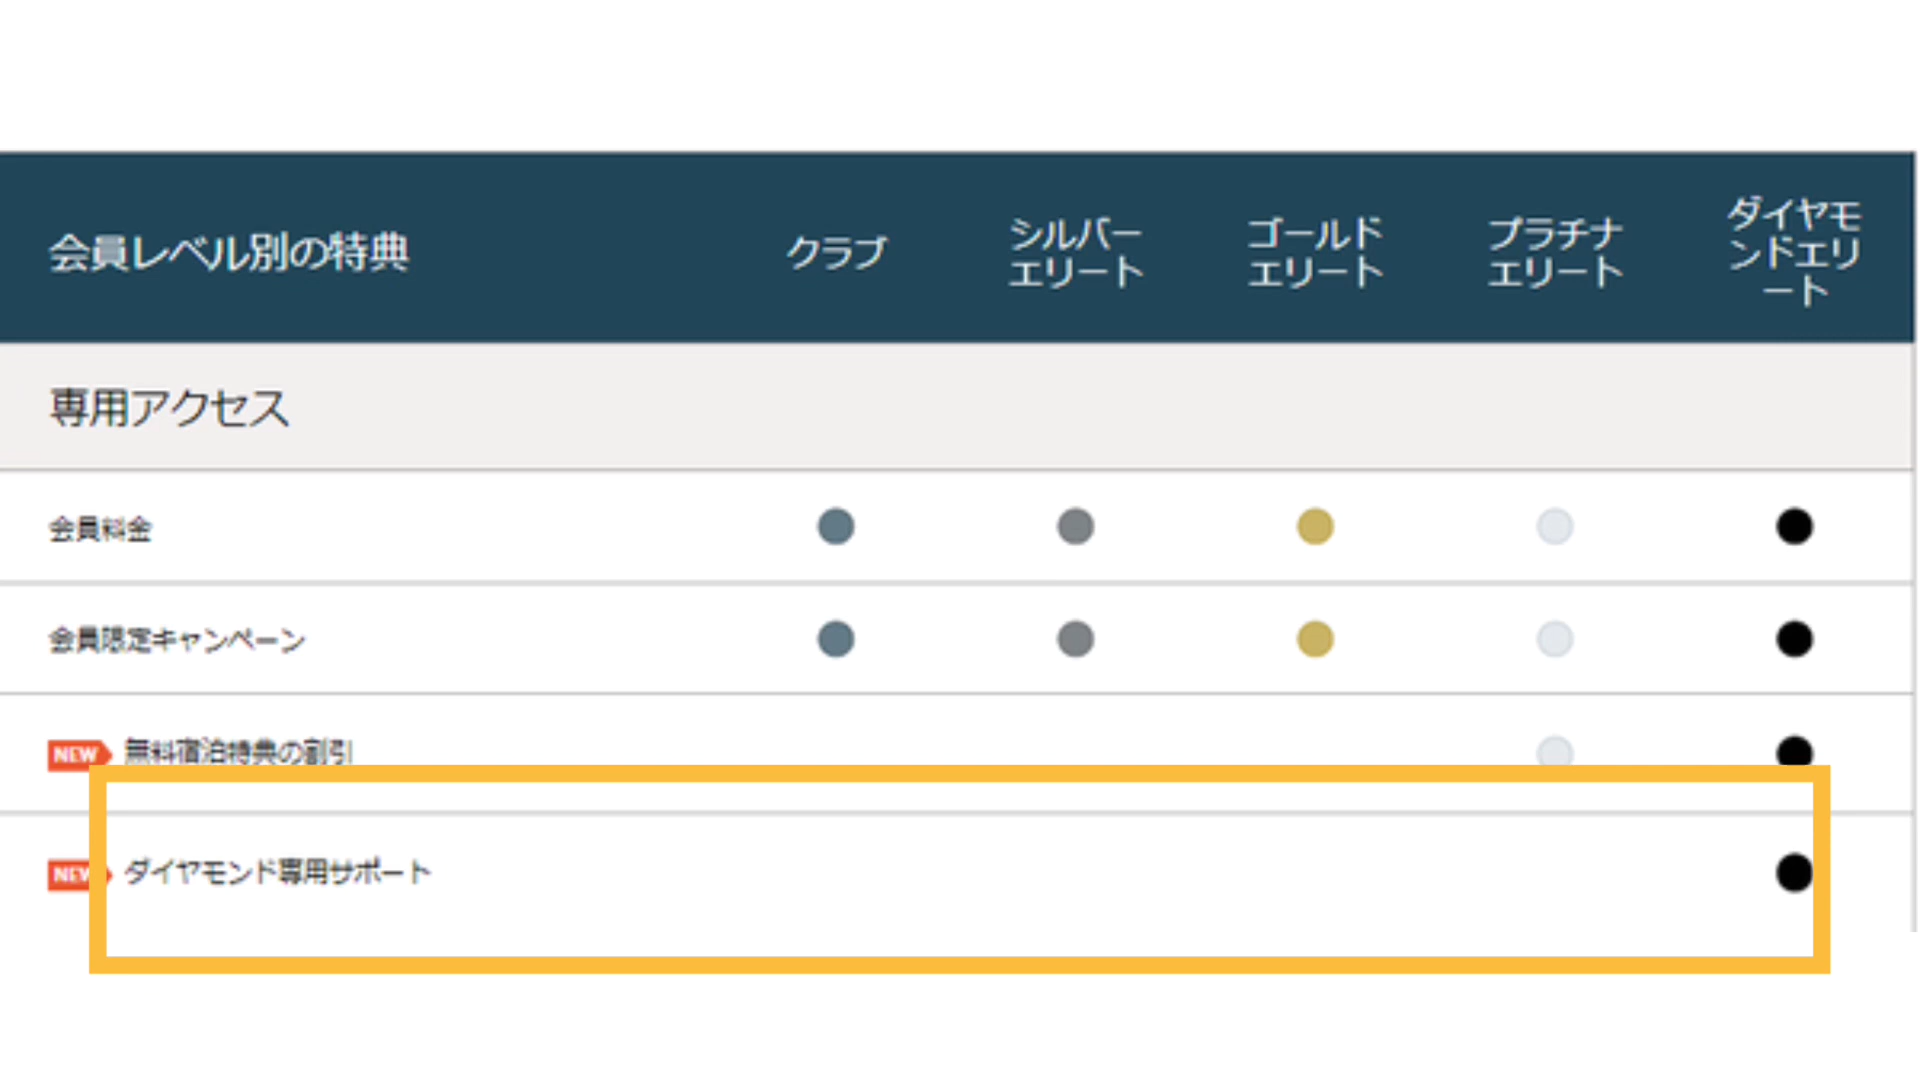 会員レベル別の特典
クラブ
シルバー
エリート
ゴールド
エリート
プラチナ
エリート
ダイヤモ
ンドエリ
ート
専用アクセス
会員料金
会員限定キャンペーン
NEW 無料宿泊特典の割引
NEW ダイヤモンド専用サポート